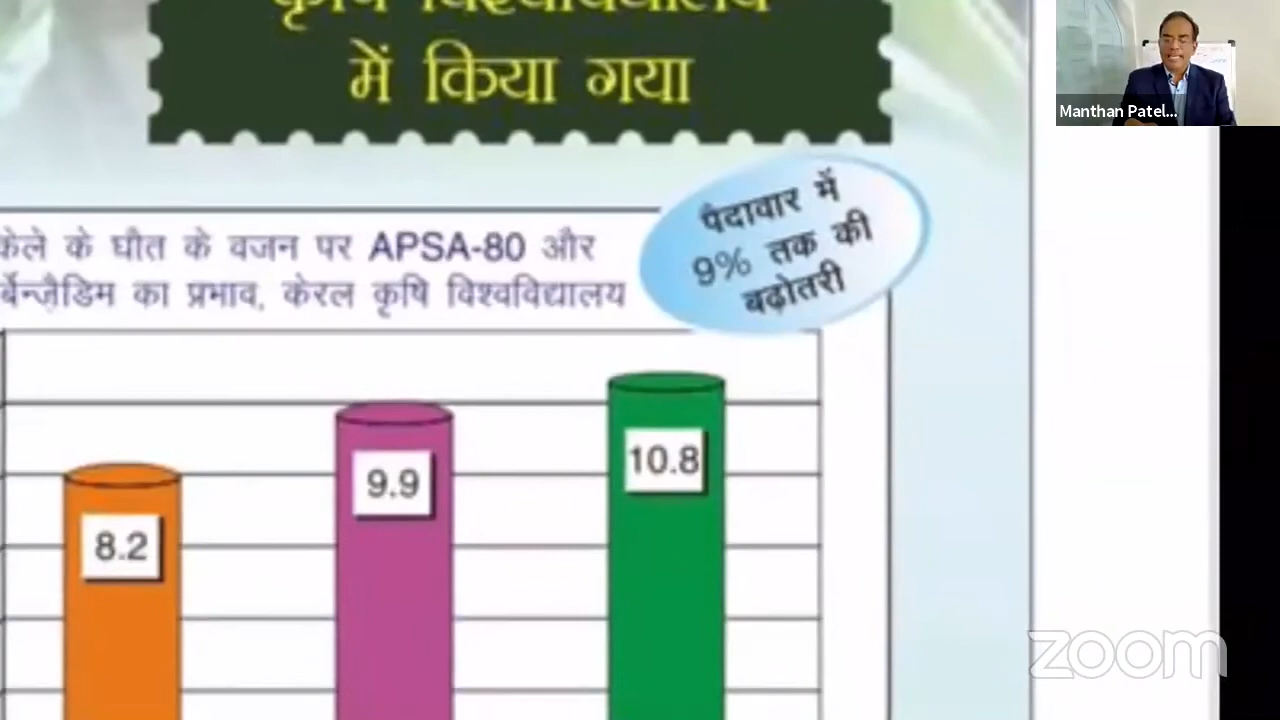 में किया गया
Manthan Patel...
पैदावार में
9% तक की
बढ़ोतरी
केले के घौत के वजन पर APSA-80 और
र्बेन्ज़ैडिम का प्रभाव, केरल कृषि विश्वविद्यालय
8.2
9.9
10.8
zoom